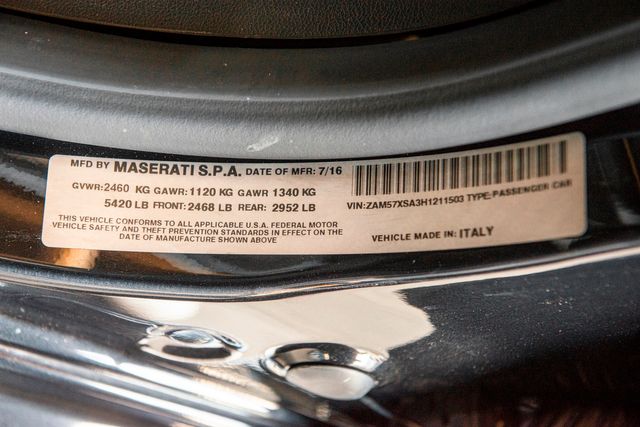 MFD BY MASERATI S.P.A. DATE OF MFR: 7/16
GVWR:2460 KG GAWR:1120 KG GAWR 1340 KG
5420 LB FRONT: 2468 LB REAR: 2952 LB
THIS VEHICLE CONFORMS TO ALL APPLICABLE U.S.A. FEDERAL MOTOR
VEHICLE SAFETY AND THEFT PREVENTION STANDARDS IN EFFECT ON THE
DATE OF MANUFACTURE SHOWN ABOVE
VIN:ZAM57XSA3H1211503 TYPE:PASSENGER CAR
VEHICLE MADE IN: ITALY